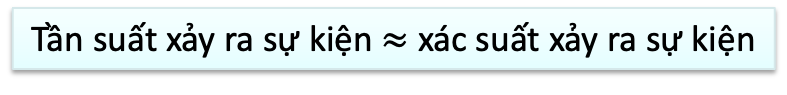 Tần suất xảy ra sự kiện ≈ xác suất xảy ra sự kiện